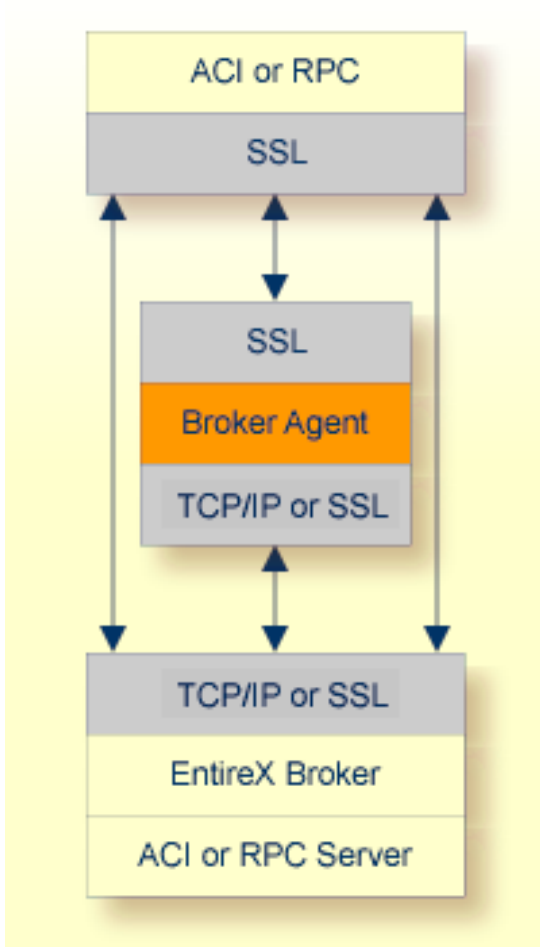 ACI or RPC
SSL
SSL
Broker Agent
TCP/IP or SSL
TCP/IP or SSL
EntireX Broker
ACI or RPC Server